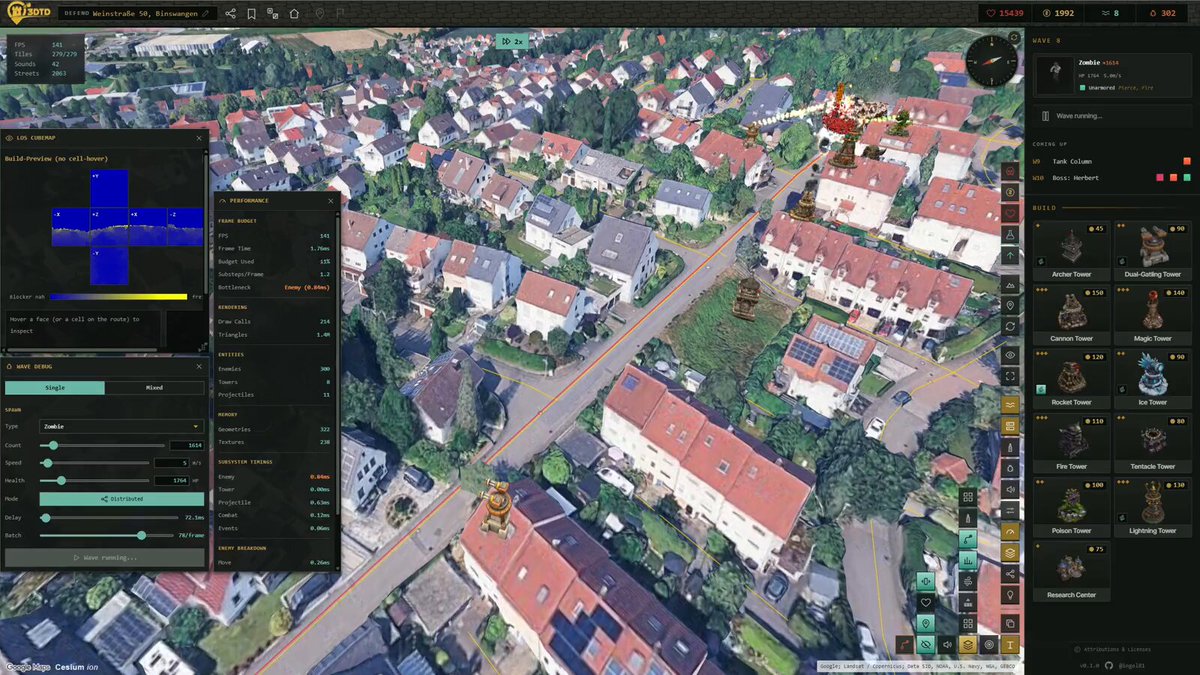 3DTD
DEFEND Weinstraße 50, Binswangen
15439
1992
8
302
FPS 141
Tiles 279/279
Sounds 42
Streets 2063
2x
LOS CUBEMAP
Build-Preview (no cell-hover)
+Y
-X +Z +X -Z
-Y
Blocker nah
fre
Hover a face (or a cell on the route) to
inspect
WAVE DEBUG
Single Mixed
SPAWN
Type Zombie
Count 1614
Speed 5 m/s
Health 1764 HP
Mode Distributed
Delay 72.1ms
Batch 78/frame
Wave running...
PERFORMANCE
FRAME BUDGET
FPS 141
Frame Time 1.76ms
Budget Used 11%
Substeps/Frame 1.2
Bottleneck Enemy (0.84ms)
RENDERING
Draw Calls 214
Triangles 1.4M
ENTITIES
Enemies 309
Towers 8
Projectiles 11
MEMORY
Geometries 322
Textures 238
SUBSYSTEM TIMINGS
Enemy 0.84ms
Tower 0.00ms
Projectile 0.63ms
Combat 0.12ms
Events 0.06ms
ENEMY BREAKDOWN
Move 0.26ms
WAVE 8
Zombie ×1614
HP 1764 5.0m/s
Unarmored Pierce, Fire
Wave running...
COMING UP
W9 Tank Column
W10 Boss: Herbert
BUILD
45
Archer Tower
90
Dual-Gatling Tower
150
Cannon Tower
140
Magic Tower
120
Rocket Tower
90
Ice Tower
110
Fire Tower
80
Tentacle Tower
100
Poison Tower
130
Lightning Tower
75
Research Center
Attributions & Licenses
v0.1.0
Google Maps Cesium ion
Google; Landsat / Copernicus; Data SIO, NOAA, U.S. Navy, NGA, GEBCO